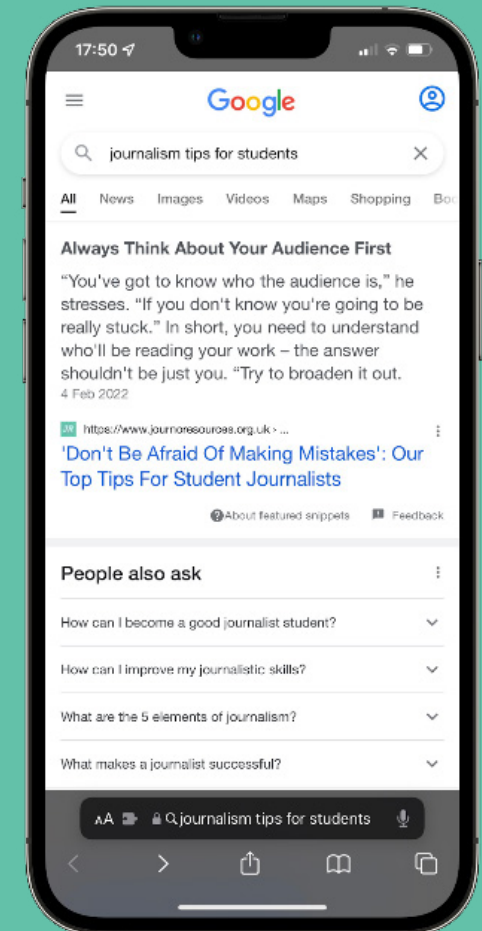 17:50
Google
journalism tips for students
All News Images Videos Maps Shopping Boo
Always Think About Your Audience First
“You've got to know who the audience is,” he
stresses. “If you don't know you're going to be
really stuck.” In short, you need to understand
who'll be reading your work – the answer
shouldn't be just you. “Try to broaden it out.
4 Feb 2022
JR https://www.journoresources.org.uk › ...
'Don't Be Afraid Of Making Mistakes': Our
Top Tips For Student Journalists
About featured snippets Feedback
People also ask
How can I become a good journalist student?
How can I improve my journalistic skills?
What are the 5 elements of journalism?
What makes a journalist successful?
AA journalism tips for students